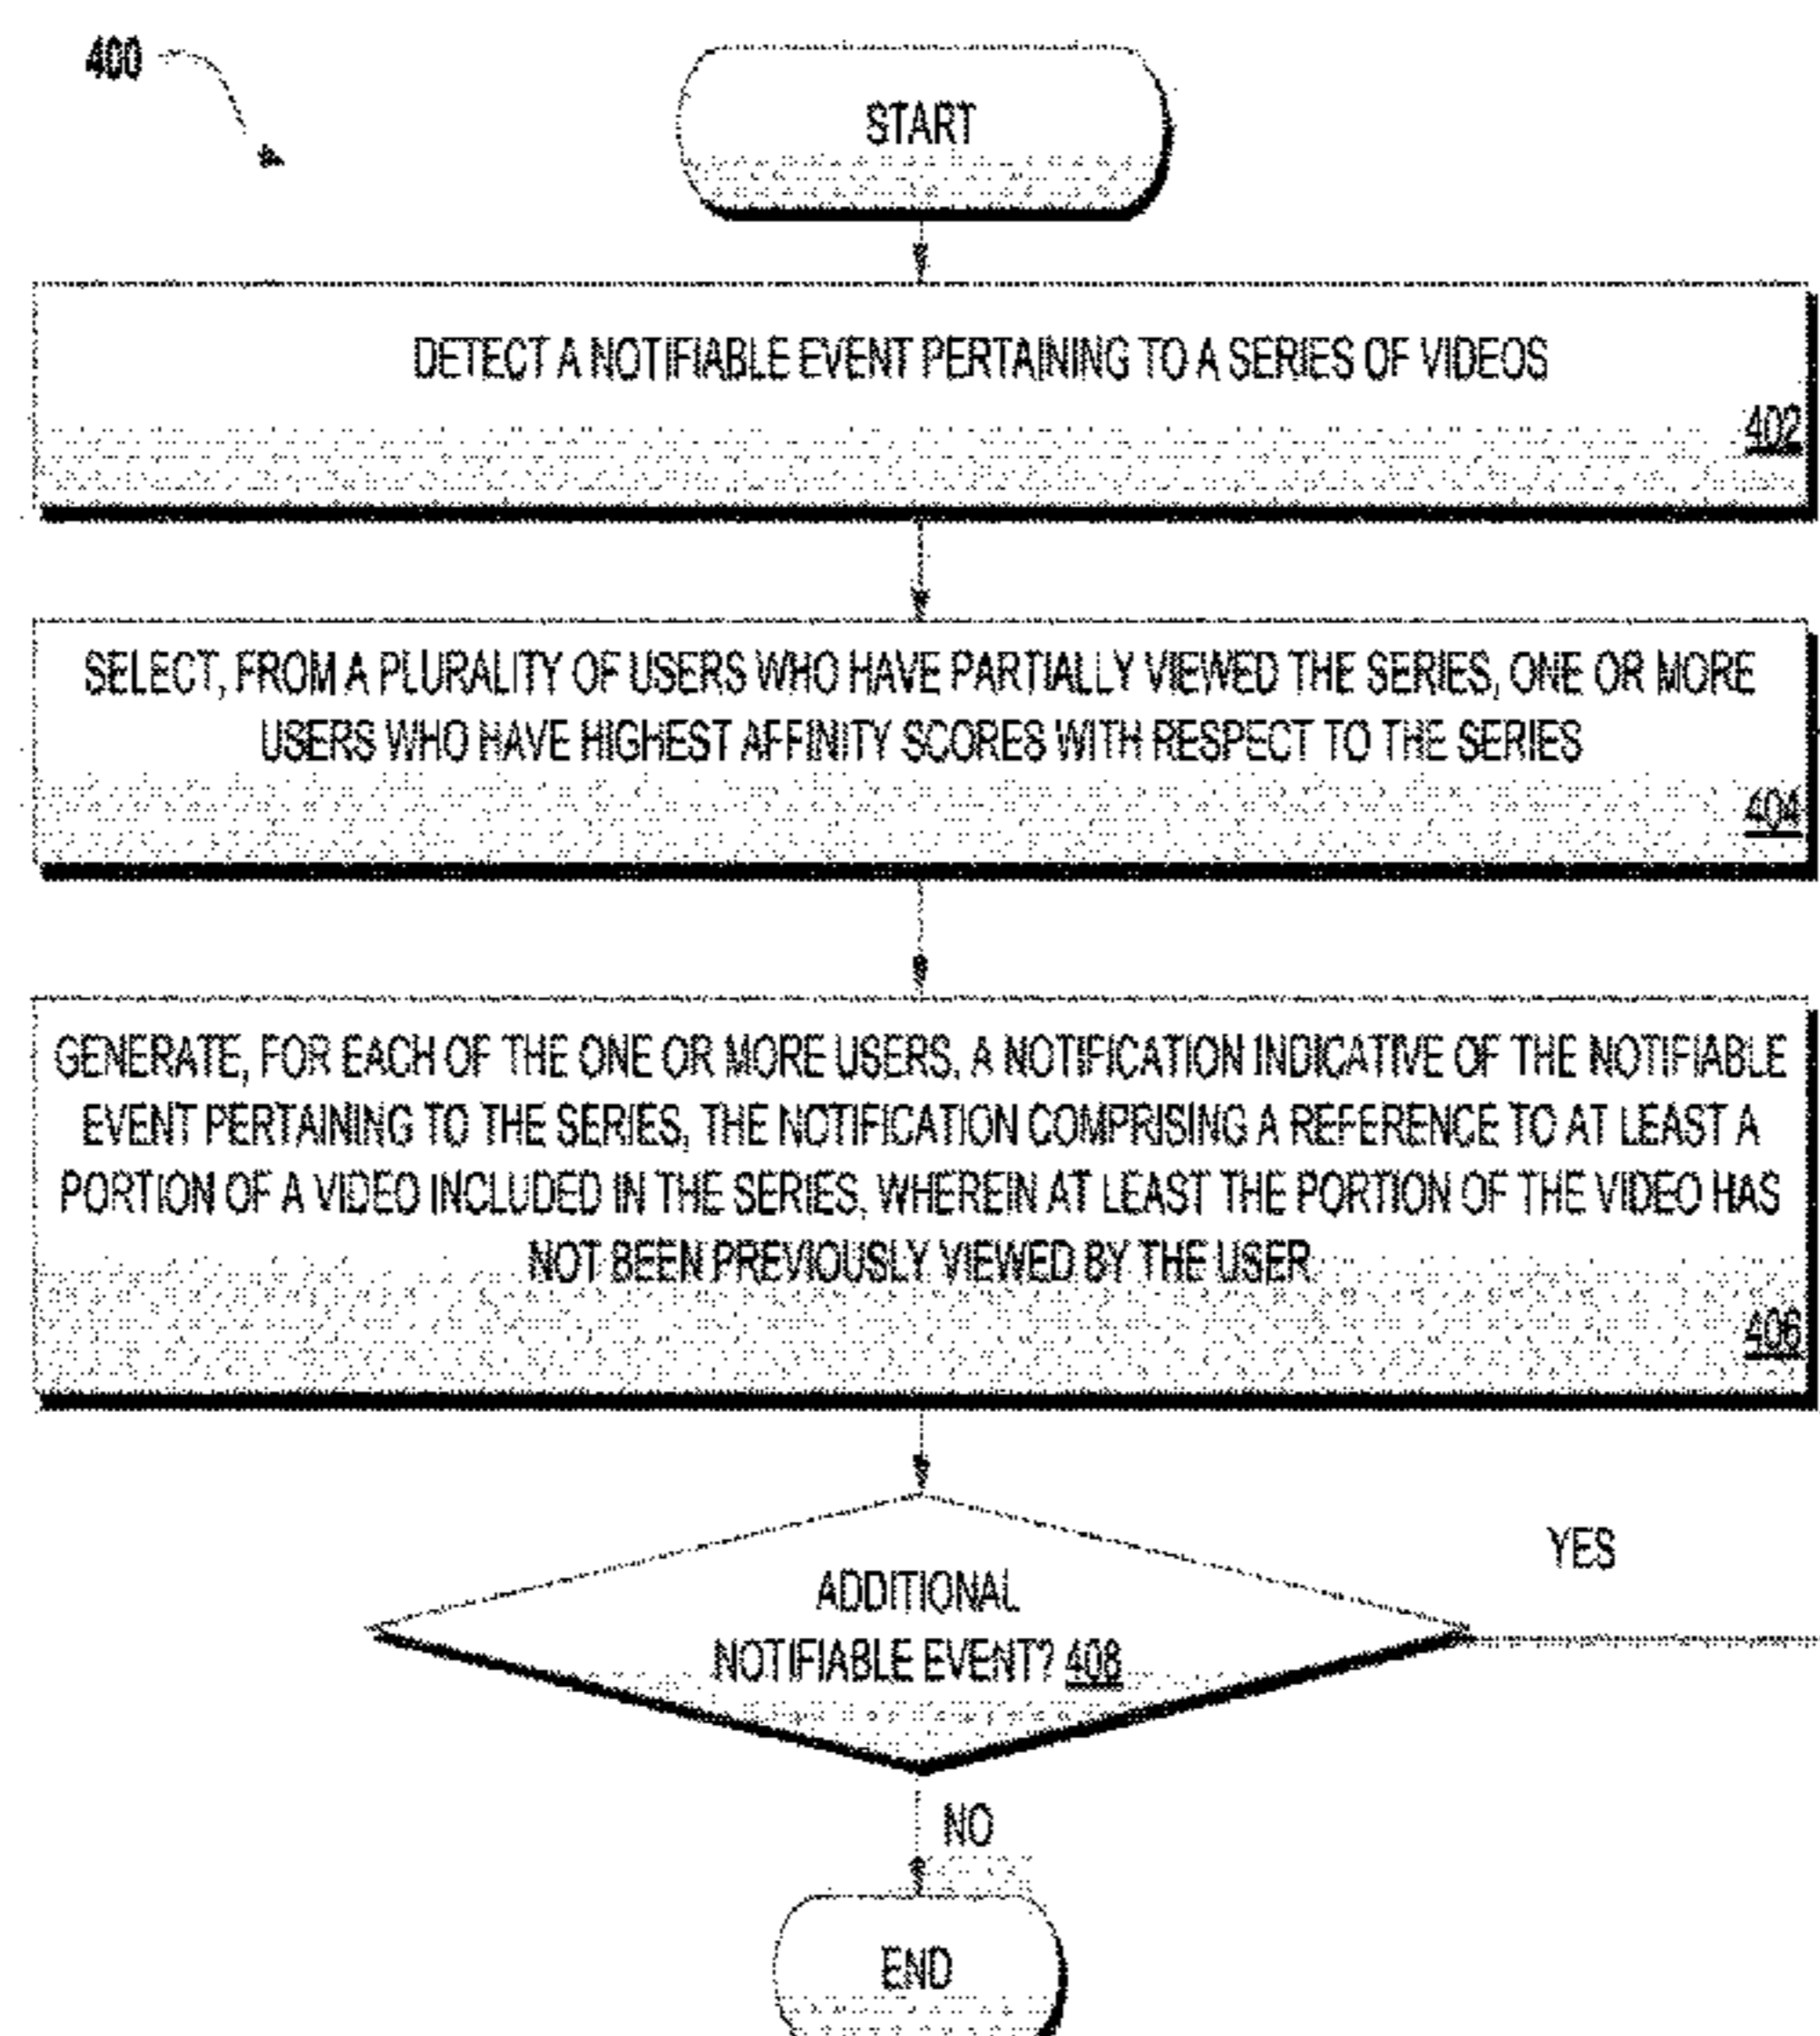 400
START
DETECT A NOTIFIABLE EVENT PERTAINING TO A SERIES OF VIDEOS
402
SELECT, FROM A PLURALITY OF USERS WHO HAVE PARTIALLY VIEWED THE SERIES, ONE OR MORE
USERS WHO HAVE HIGHEST AFFINITY SCORES WITH RESPECT TO THE SERIES
404
GENERATE, FOR EACH OF THE ONE OR MORE USERS, A NOTIFICATION INDICATIVE OF THE NOTIFIABLE
EVENT PERTAINING TO THE SERIES, THE NOTIFICATION COMPRISING A REFERENCE TO AT LEAST A
PORTION OF A VIDEO INCLUDED IN THE SERIES, WHEREIN AT LEAST THE PORTION OF THE VIDEO HAS
NOT BEEN PREVIOUSLY VIEWED BY THE USER
406
YES
ADDITIONAL
NOTIFIABLE EVENT? 408
NO
END